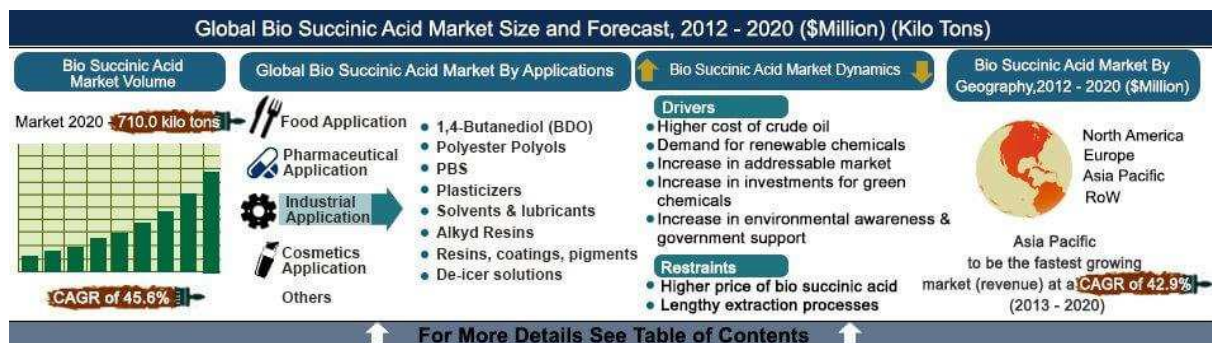 Global Bio Succinic Acid Market Size and Forecast, 2012 - 2020 ($Million) (Kilo Tons)
Bio Succinic Acid
Market Volume
Market 2020 - 710.0 kilo tons
CAGR of 45.6%
Global Bio Succinic Acid Market By Applications
Food Application
Pharmaceutical
Application
Industrial
Application
Cosmetics
Application
Others
• 1,4-Butanediol (BDO)
• Polyester Polyols
• PBS
• Plasticizers
• Solvents & lubricants
• Alkyd Resins
• Resins, coatings, pigments
• De-icer solutions
Bio Succinic Acid Market Dynamics
Drivers
• Higher cost of crude oil
• Demand for renewable chemicals
• Increase in addressable market
• Increase in investments for green
chemicals
• Increase in environmental awareness &
government support
Restraints
• Higher price of bio succinic acid
• Lengthy extraction processes
Bio Succinic Acid Market By
Geography,2012 - 2020 ($Million)
North America
Europe
Asia Pacific
RoW
Asia Pacific
to be the fastest growing
market (revenue) at a CAGR of 42.9%
(2013 - 2020)
For More Details See Table of Contents